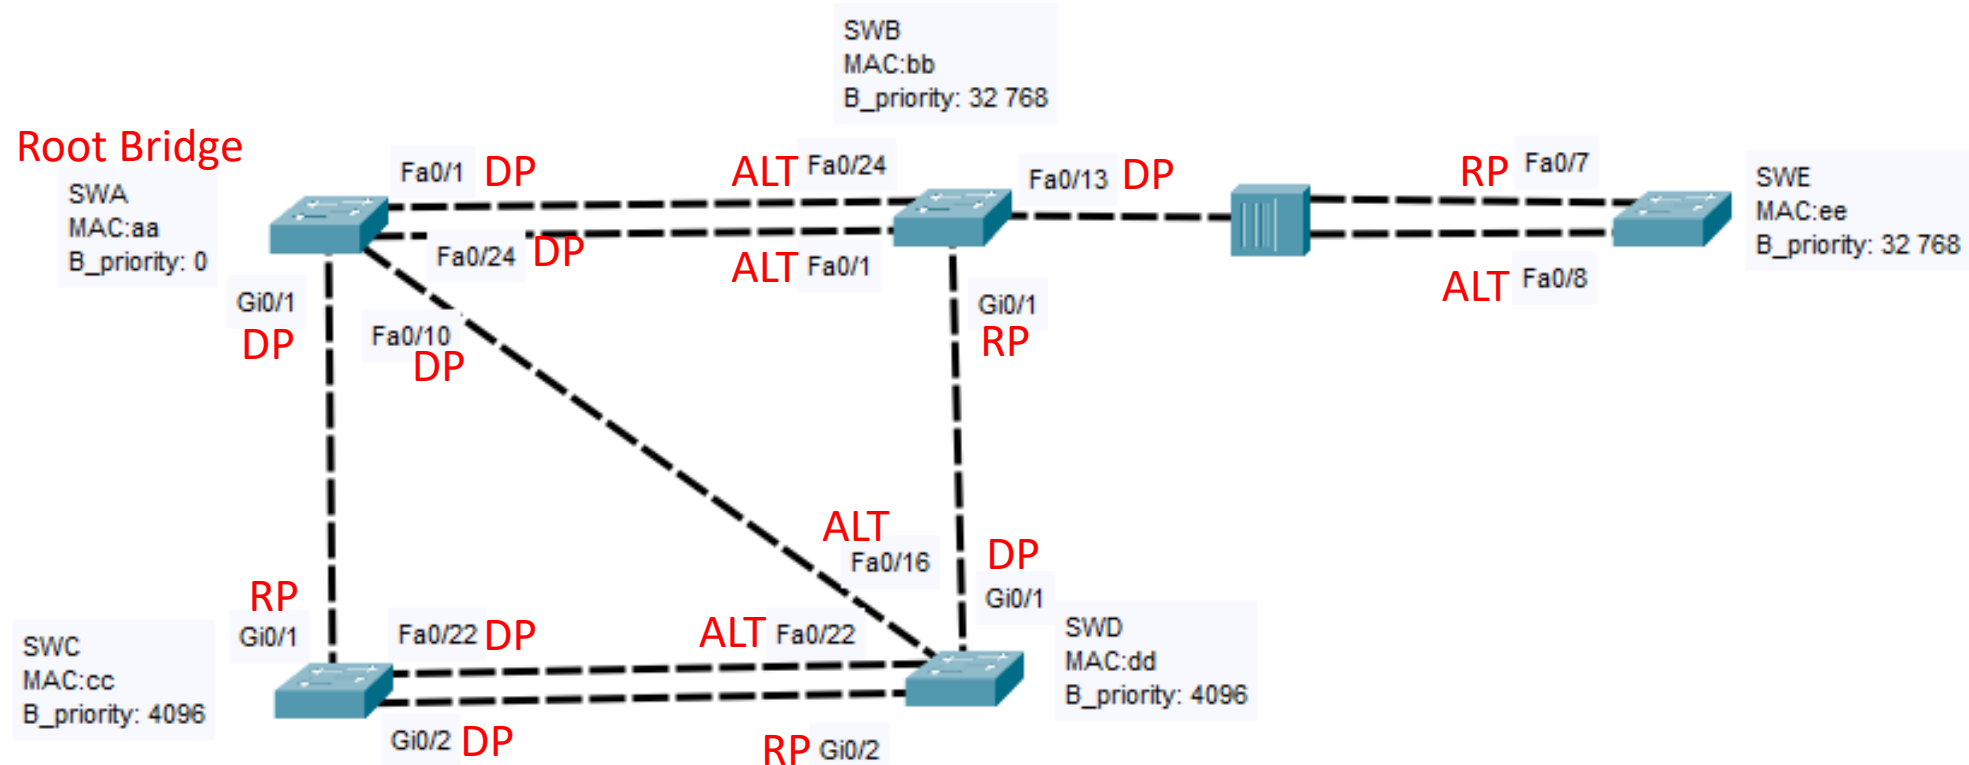 SWB
MAC:bb
B_priority: 32 768
Root Bridge
SWA
MAC:aa
B_priority: 0
Fa0/1 DP
ALT Fa0/24
Fa0/13 DP
RP Fa0/7
SWE
MAC:ee
B_priority: 32 768
Fa0/24 DP
ALT Fa0/1
ALT Fa0/8
Gi0/1
DP
Fa0/10
DP
Gi0/1
RP
ALT
Fa0/16
DP
Gi0/1
RP
Gi0/1
SWC
MAC:cc
B_priority: 4096
Fa0/22 DP
ALT Fa0/22
SWD
MAC:dd
B_priority: 4096
Gi0/2 DP
RP Gi0/2